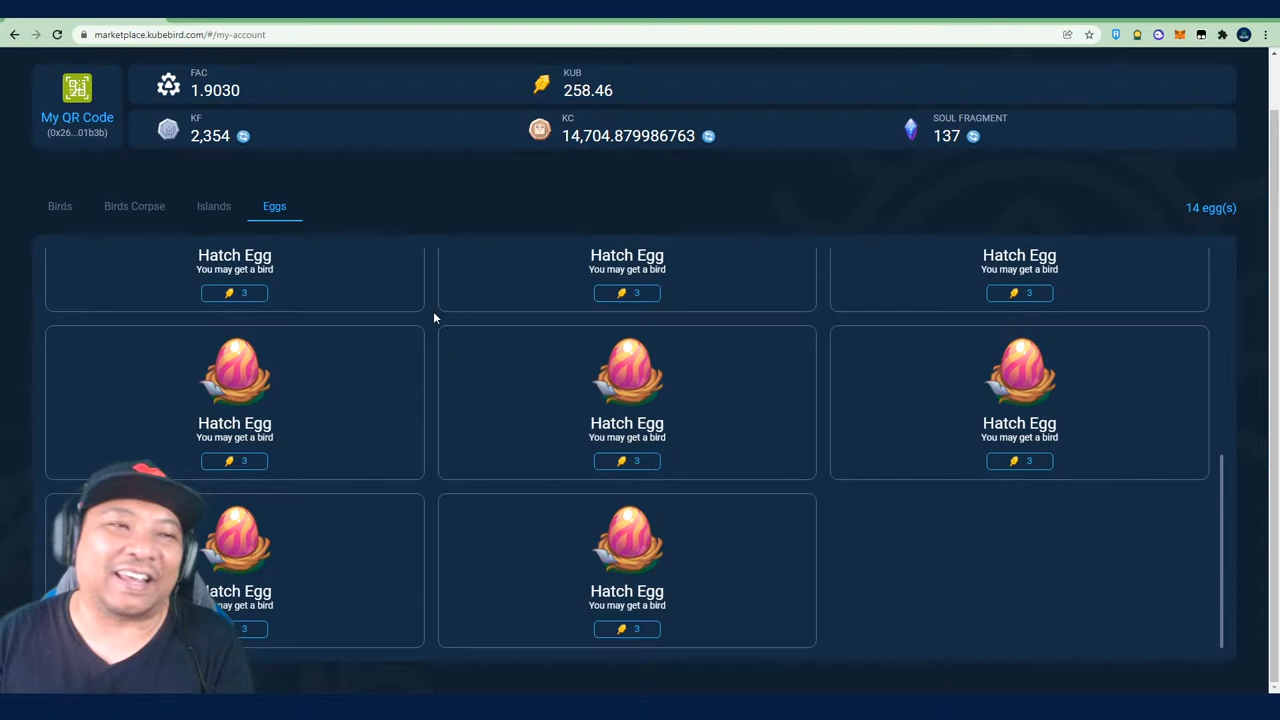 marketplace.kubebird.com/#/my-account
My QR Code
(0x26...01b3b)
FAC
1.9030
KUB
258.46
KF
2,354
KC
14,704.879986763
SOUL FRAGMENT
137
Birds
Birds Corpse
Islands
Eggs
14 egg(s)
Hatch Egg
You may get a bird
3
Hatch Egg
You may get a bird
3
Hatch Egg
You may get a bird
3
Hatch Egg
You may get a bird
3
Hatch Egg
You may get a bird
3
Hatch Egg
You may get a bird
3
Hatch Egg
may get a bird
3
Hatch Egg
You may get a bird
3